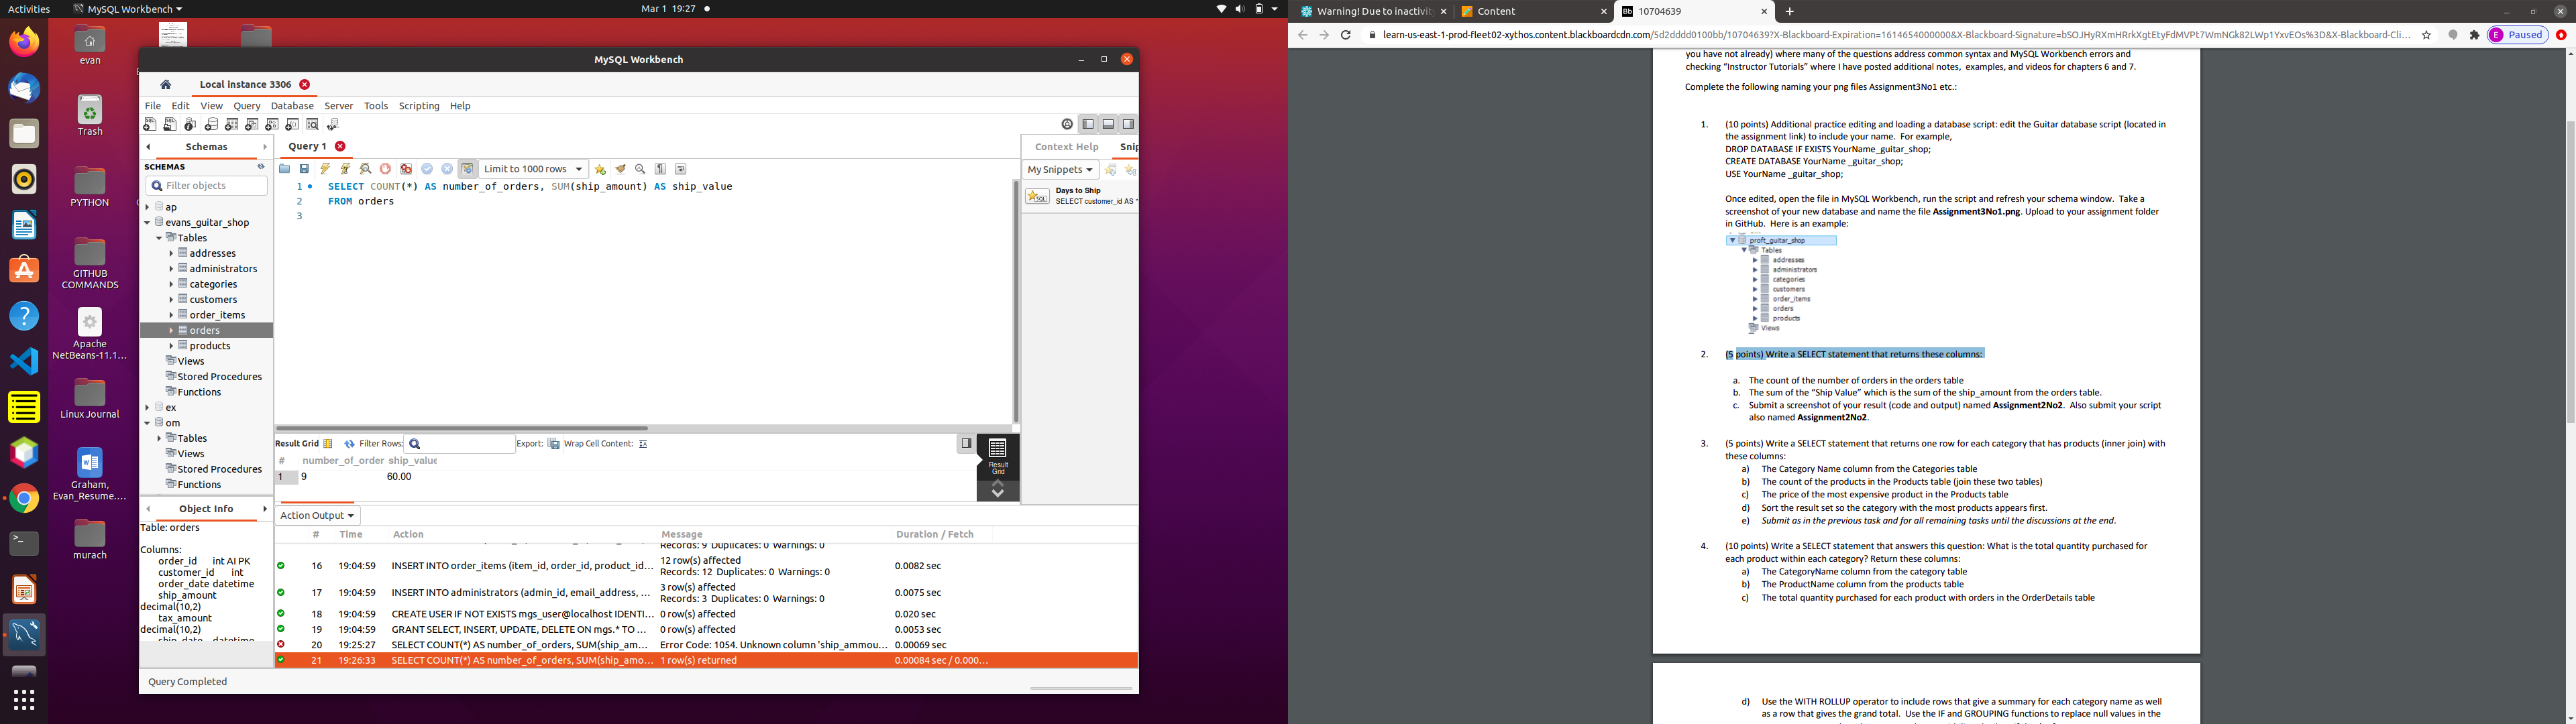 Activities
MySQL Workbench
Mar 1 19:27
evan
Trash
PYTHON
GITHUB
COMMANDS
Apache
NetBeans-11.1...
Linux Journal
Graham,
Evan_Resume....
murach
MySQL Workbench
Local instance 3306
File Edit View Query Database Server Tools Scripting Help
Schemas
SCHEMAS
Filter objects
ap
evans_guitar_shop
Tables
addresses
administrators
categories
customers
order_items
orders
products
Views
Stored Procedures
Functions
ex
om
Tables
Views
Stored Procedures
Functions
Object Info
Table: orders
Columns:
order_id int AI PK
customer_id int
order_date datetime
ship_amount
decimal(10,2)
tax_amount
decimal(10,2)
ship_date datetime
Query 1
Limit to 1000 rows
1 SELECT COUNT(*) AS number_of_orders, SUM(ship_amount) AS ship_value
2 FROM orders
3
Context Help Snip
My Snippets
Days to Ship
SELECT customer_id AS "
Result Grid Filter Rows: Export: Wrap Cell Content:
# number_of_order ship_value
1 9 60.00
Result
Grid
Action Output
# Time Action Message Duration / Fetch
Records: 9 Duplicates: 0 Warnings: 0
16 19:04:59 INSERT INTO order_items (item_id, order_id, product_id... 12 row(s) affected
Records: 12 Duplicates: 0 Warnings: 0 0.0082 sec
17 19:04:59 INSERT INTO administrators (admin_id, email_address, ... 3 row(s) affected
Records: 3 Duplicates: 0 Warnings: 0 0.0075 sec
18 19:04:59 CREATE USER IF NOT EXISTS mgs_user@localhost IDENTI... 0 row(s) affected 0.020 sec
19 19:04:59 GRANT SELECT, INSERT, UPDATE, DELETE ON mgs.* TO ... 0 row(s) affected 0.0053 sec
20 19:25:27 SELECT COUNT(*) AS number_of_orders, SUM(ship_am... Error Code: 1054. Unknown column 'ship_ammou... 0.00069 sec
21 19:26:33 SELECT COUNT(*) AS number_of_orders, SUM(ship_amo... 1 row(s) returned 0.00084 sec / 0.000...
Query Completed
Warning! Due to inactivit
Content
Bb 10704639
learn-us-east-1-prod-fleet02-xythos.content.blackboardcdn.com/5d2dddd0100bb/10704639?X-Blackboard-Expiration=1614654000000&X-Blackboard-Signature=bSOJHyRXmHRrkXgtEtyFdMVPt7WmNGk82LWp1YxvEOs%3D&X-Blackboard-Cli...
E Paused
you have not already) where many of the questions address common syntax and MySQL Workbench errors and
checking “Instructor Tutorials” where I have posted additional notes, examples, and videos for chapters 6 and 7.
Complete the following naming your png files Assignment3No1 etc.:
1. (10 points) Additional practice editing and loading a database script: edit the Guitar database script (located in
the assignment link) to include your name. For example,
DROP DATABASE IF EXISTS YourName_guitar_shop;
CREATE DATABASE YourName _guitar_shop;
USE YourName _guitar_shop;
Once edited, open the file in MySQL Workbench, run the script and refresh your schema window. Take a
screenshot of your new database and name the file Assignment3No1.png. Upload to your assignment folder
in GitHub. Here is an example:
proft_guitar_shop
Tables
addresses
administrators
categories
customers
order_items
orders
products
Views
2. (5 points) Write a SELECT statement that returns these columns:
a. The count of the number of orders in the orders table
b. The sum of the “Ship Value” which is the sum of the ship_amount from the orders table.
c. Submit a screenshot of your result (code and output) named Assignment2No2. Also submit your script
also named Assignment2No2.
3. (5 points) Write a SELECT statement that returns one row for each category that has products (inner join) with
these columns:
a) The Category Name column from the Categories table
b) The count of the products in the Products table (join these two tables)
c) The price of the most expensive product in the Products table
d) Sort the result set so the category with the most products appears first.
e) Submit as in the previous task and for all remaining tasks until the discussions at the end.
4. (10 points) Write a SELECT statement that answers this question: What is the total quantity purchased for
each product within each category? Return these columns:
a) The CategoryName column from the category table
b) The ProductName column from the products table
c) The total quantity purchased for each product with orders in the OrderDetails table
d) Use the WITH ROLLUP operator to include rows that give a summary for each category name as well
as a row that gives the grand total. Use the IF and GROUPING functions to replace null values in the